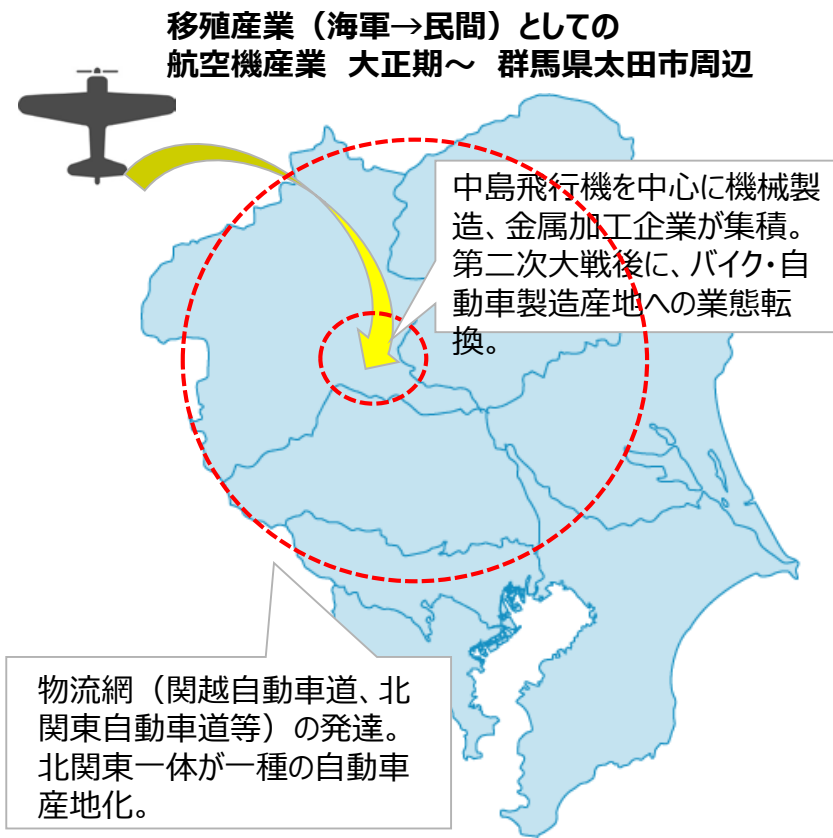 移殖産業（海軍→民間）としての
航空機産業 大正期～ 群馬県太田市周辺
中島飛行機を中心に機械製
造、金属加工企業が集積。
第二次大戦後に、バイク・自
動車製造産地への業態転
換。
物流網（関越自動車道、北
関東自動車道等）の発達。
北関東一体が一種の自動車
産地化。